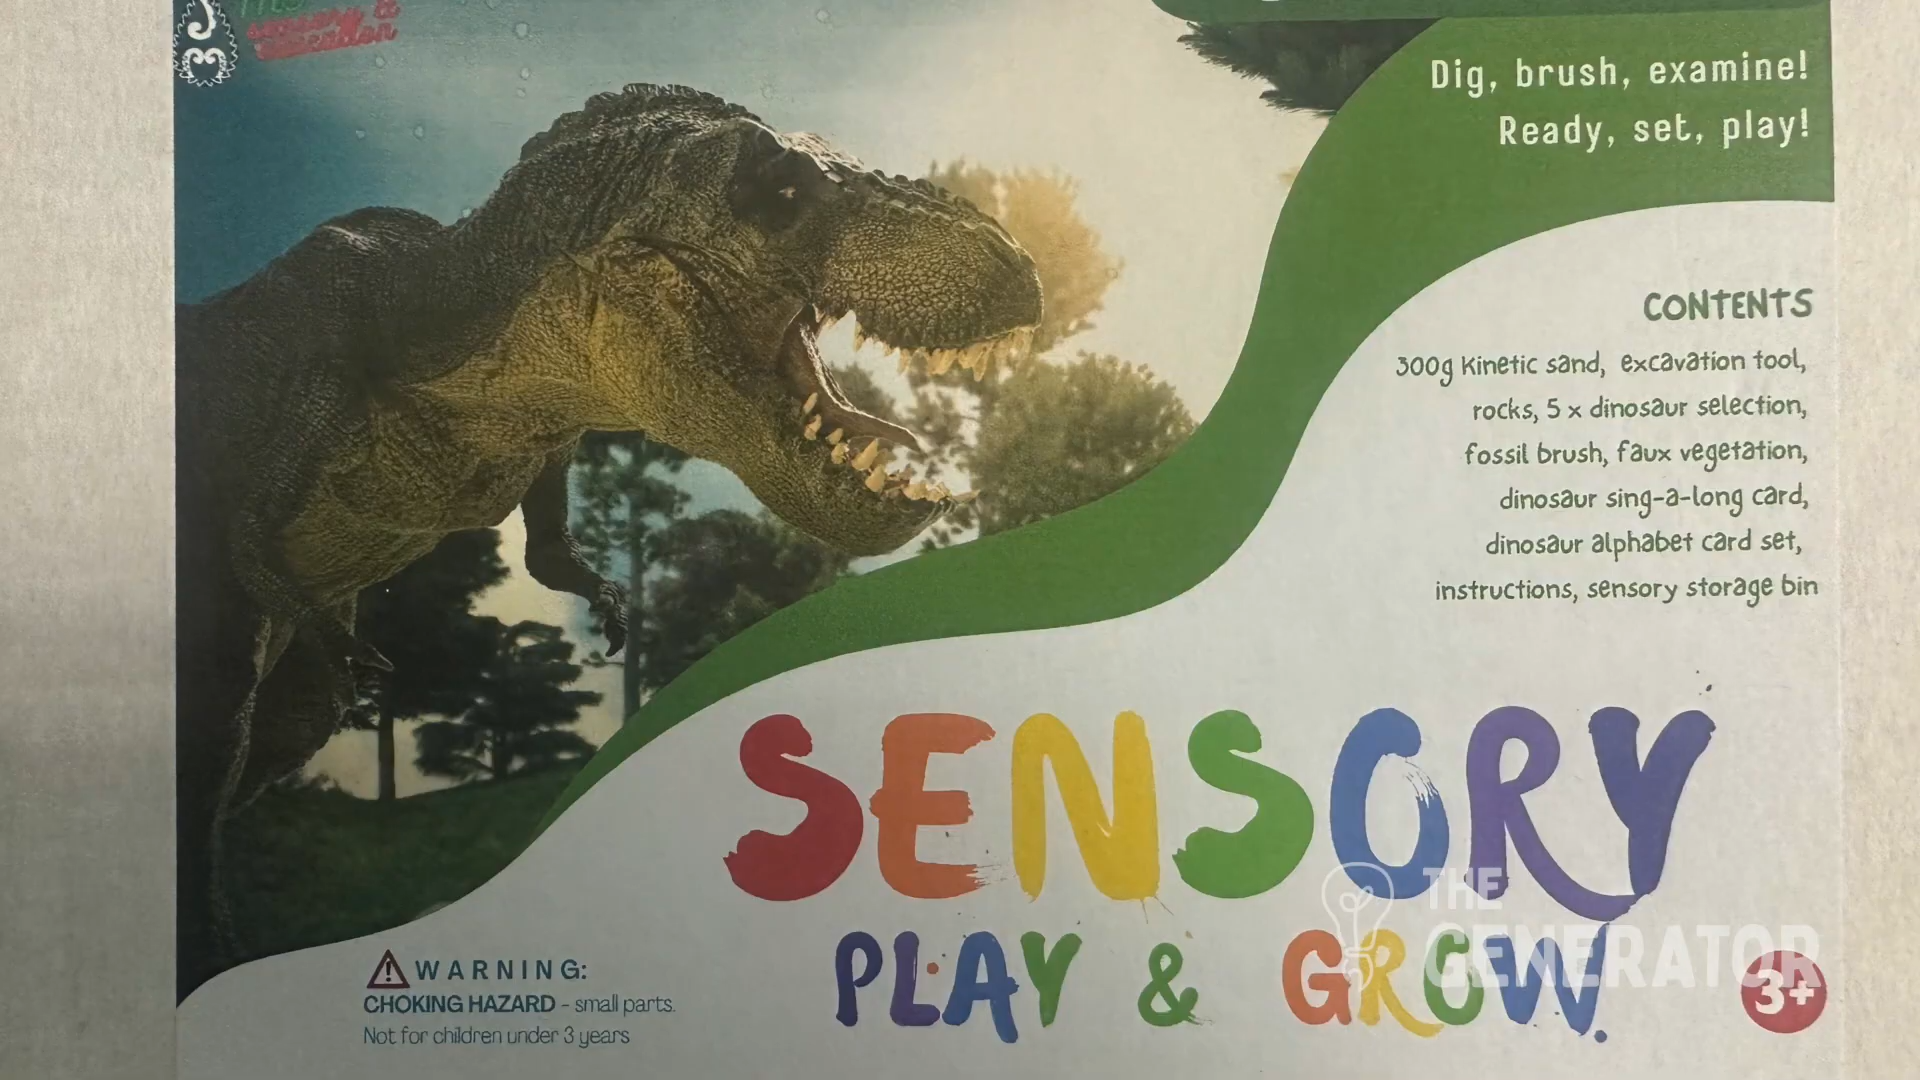 sensory &
education
Dig, brush, examine!
Ready, set, play!
CONTENTS
300g Kinetic sand, excavation tool,
rocks, 5 x dinosaur selection,
fossil brush, faux vegetation,
dinosaur sing-a-long card,
dinosaur alphabet card set,
instructions, sensory storage bin
SENSORY
PLAY & GROW
WARNING:
CHOKING HAZARD - small parts.
Not for children under 3 years
3+
THE
GENERATOR